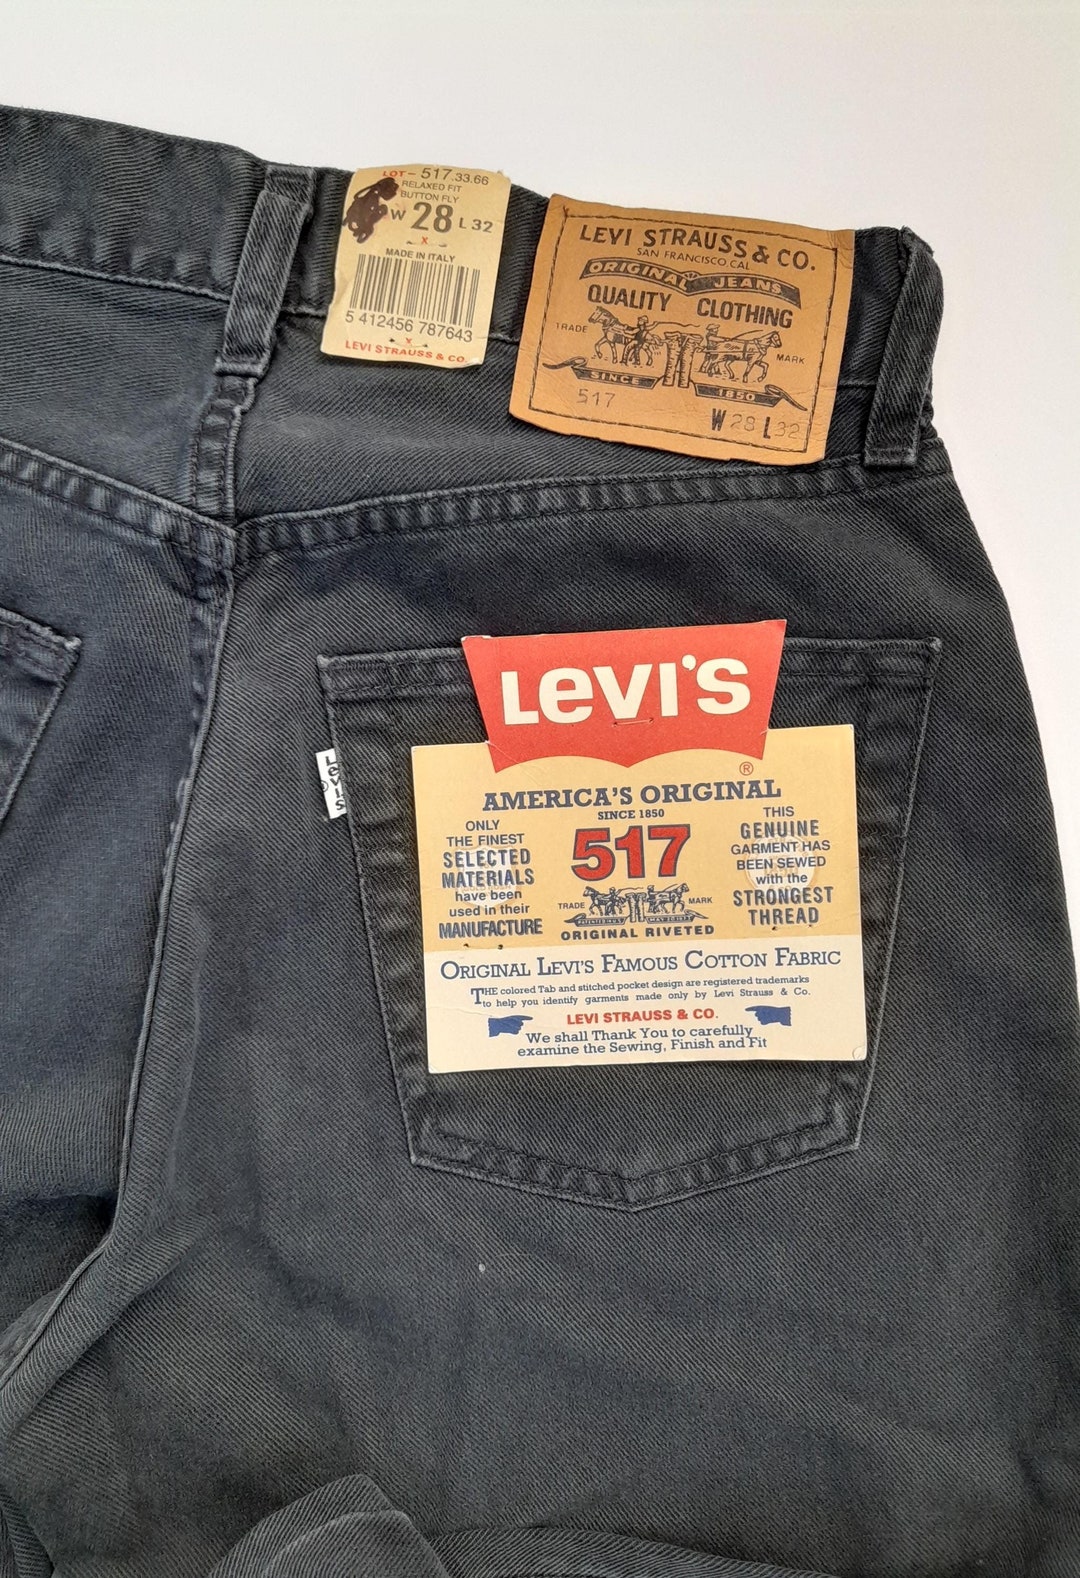 LOT - 517.33.66
RELAXED FIT
BUTTON FLY
W 28 L 32
X
MADE IN ITALY
5 412456 787643
X
LEVI STRAUSS & CO.
LEVI STRAUSS & CO.
SAN FRANCISCO, CAL
ORIGINAL JEANS
QUALITY CLOTHING
TRADE MARK
SINCE 1850
517
W 28 L 32
LEVI'S
®
LEVI'S
AMERICA'S ORIGINAL
SINCE 1850
517
ONLY
THE FINEST
SELECTED
MATERIALS
have been
used in their
MANUFACTURE
TRADE MARK
ORIGINAL RIVETED
THIS
GENUINE
GARMENT HAS
BEEN SEWED
with the
STRONGEST
THREAD
ORIGINAL LEVI'S FAMOUS COTTON FABRIC
THE colored Tab and stitched pocket design are registered trademarks
to help you identify garments made only by Levi Strauss & Co.
LEVI STRAUSS & CO.
We shall Thank You to carefully
examine the Sewing, Finish and Fit